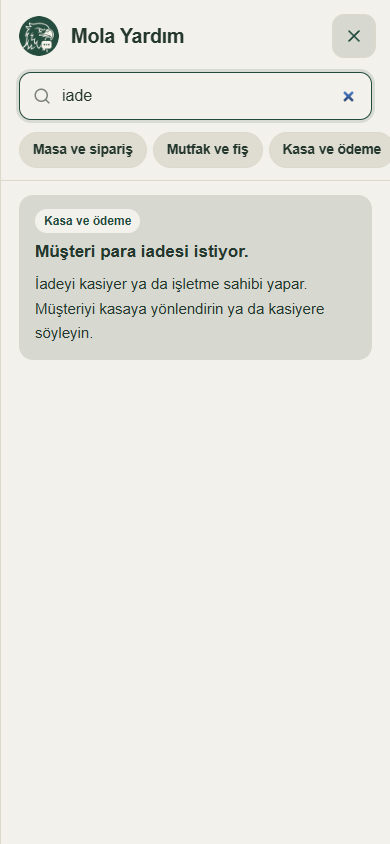 Mola Yardım
iade
Masa ve sipariş
Mutfak ve fiş
Kasa ve ödeme
Kasa ve ödeme
Müşteri para iadesi istiyor.
İadeyi kasiyer ya da işletme sahibi yapar.
Müşteriyi kasaya yönlendirin ya da kasiyere
söyleyin.